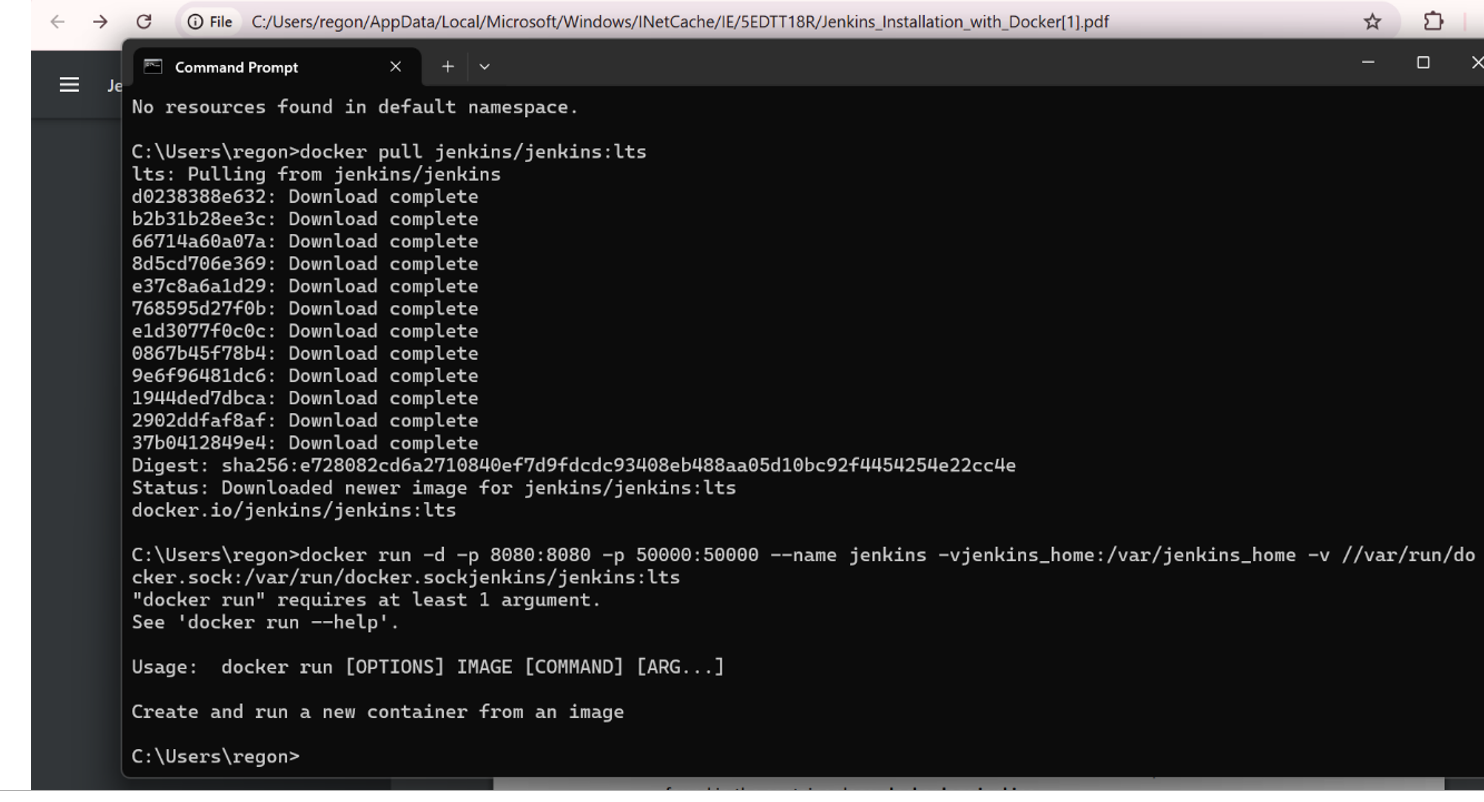 File C:/Users/regon/AppData/Local/Microsoft/Windows/INetCache/IE/5EDTT18R/Jenkins_Installation_with_Docker[1].pdf
Je
Command Prompt
No resources found in default namespace.
C:\Users\regon>docker pull jenkins/jenkins:lts
lts: Pulling from jenkins/jenkins
d0238388e632: Download complete
b2b31b28ee3c: Download complete
66714a60a07a: Download complete
8d5cd706e369: Download complete
e37c8a6a1d29: Download complete
768595d27f0b: Download complete
e1d3077f0c0c: Download complete
0867b45f78b4: Download complete
9e6f96481dc6: Download complete
1944ded7dbca: Download complete
2902ddfaf8af: Download complete
37b0412849e4: Download complete
Digest: sha256:e728082cd6a2710840ef7d9fdcdc93408eb488aa05d10bc92f4454254e22cc4e
Status: Downloaded newer image for jenkins/jenkins:lts
docker.io/jenkins/jenkins:lts
C:\Users\regon>docker run -d -p 8080:8080 -p 50000:50000 --name jenkins -vjenkins_home:/var/jenkins_home -v //var/run/do
cker.sock:/var/run/docker.sockjenkins/jenkins:lts
"docker run" requires at least 1 argument.
See 'docker run --help'.
Usage:  docker run [OPTIONS] IMAGE [COMMAND] [ARG...]
Create and run a new container from an image
C:\Users\regon>